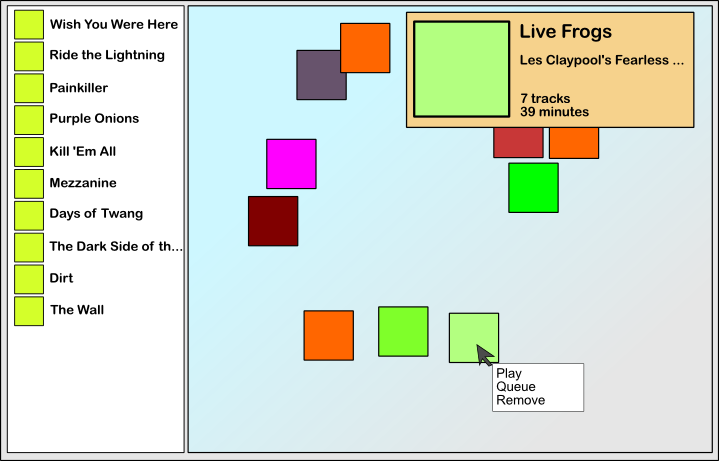 Wish You Were Here
Ride the Lightning
Painkiller
Purple Onions
Kill 'Em All
Mezzanine
Days of Twang
The Dark Side of th...
Dirt
The Wall
Live Frogs
Les Claypool's Fearless ...
7 tracks
39 minutes
Play
Queue
Remove